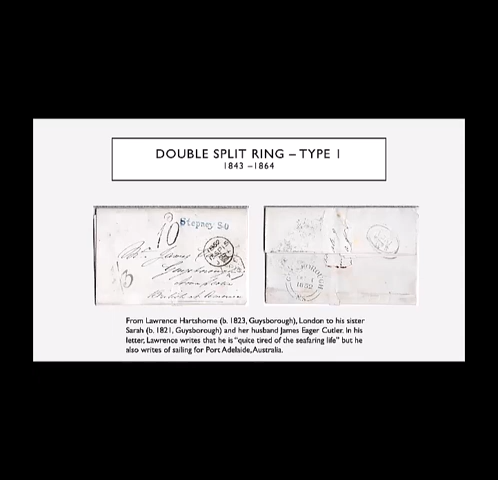 DOUBLE SPLIT RING – TYPE 1
1843 –1864
Stepney SO
From Lawrence Hartshorne (b. 1823, Guysborough), London to his sister
Sarah (b. 1821, Guysborough) and her husband James Eager Cutler. In his
letter, Lawrence writes that he is "quite tired of the seafaring life" but he
also writes of sailing for Port Adelaide, Australia.